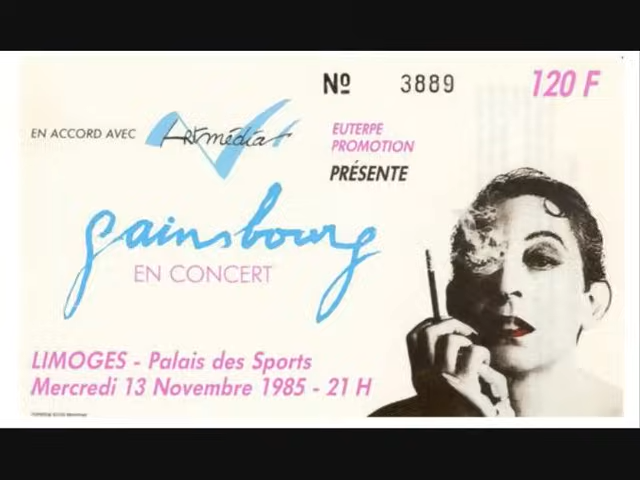 Nº 3889
120 F
EN ACCORD AVEC Artmédia
EUTERPE
PROMOTION
PRÉSENTE
gainsbourg
EN CONCERT
LIMOGES - Palais des Sports
Mercredi 13 Novembre 1985 - 21 H